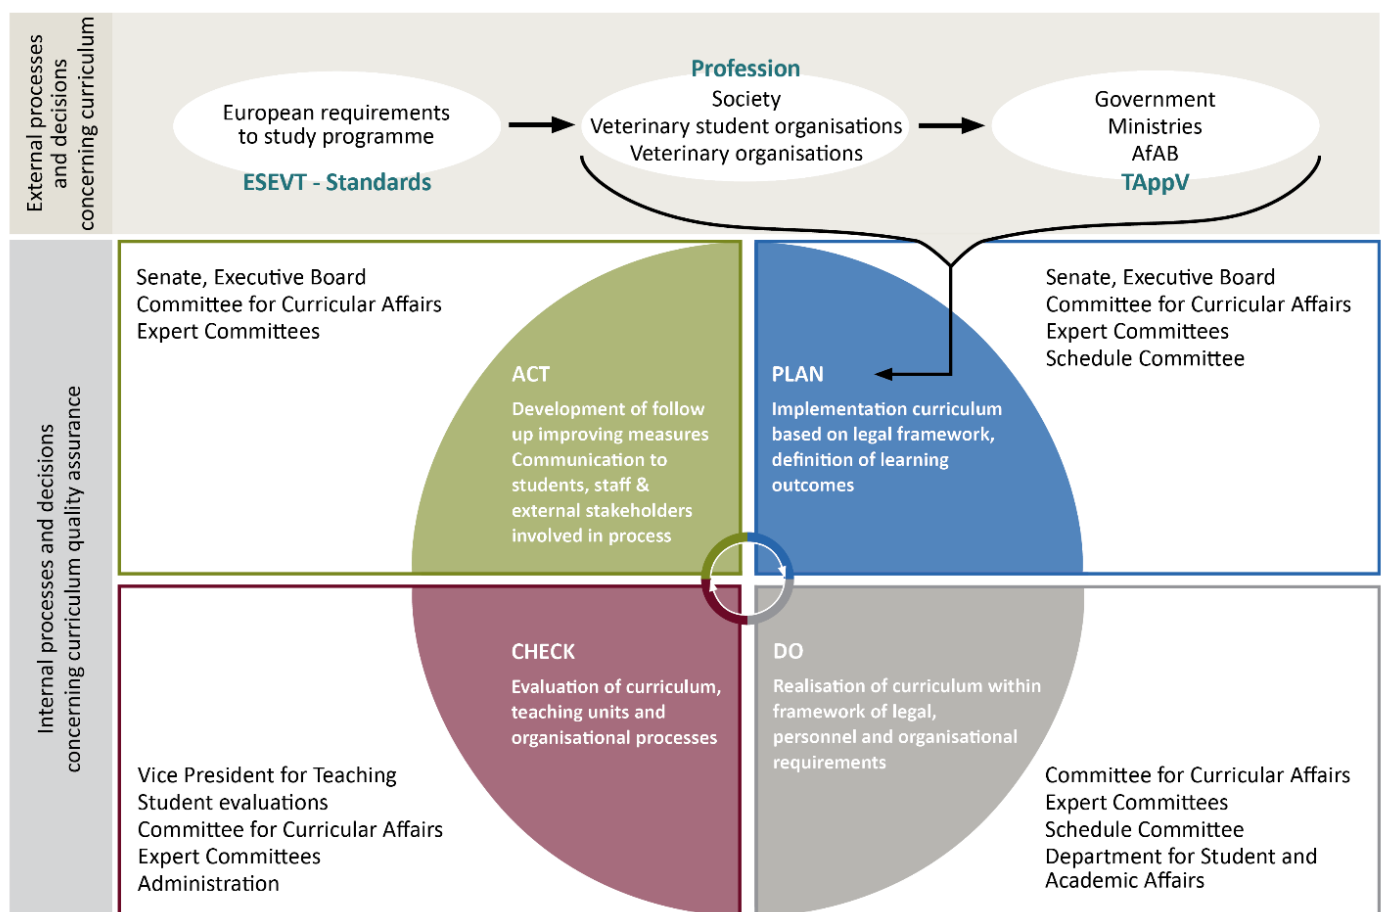 External processes
and decisions
concerning curriculum
European requirements
to study programme
ESEVT - Standards
Profession
Society
Veterinary student organisations
Veterinary organisations
Government
Ministries
AfAB
TAppV
Internal processes and decisions
concerning curriculum quality assurance
Senate, Executive Board
Committee for Curricular Affairs
Expert Committees
ACT
Development of follow
up improving measures
Communication to
students, staff &
external stakeholders
involved in process
PLAN
Implementation curriculum
based on legal framework,
definition of learning
outcomes
Senate, Executive Board
Committee for Curricular Affairs
Expert Committees
Schedule Committee
CHECK
Evaluation of curriculum,
teaching units and
organisational processes
Vice President for Teaching
Student evaluations
Committee for Curricular Affairs
Expert Committees
Administration
DO
Realisation of curriculum within
framework of legal,
personnel and organisational
requirements
Committee for Curricular Affairs
Expert Committees
Schedule Committee
Department for Student and
Academic Affairs